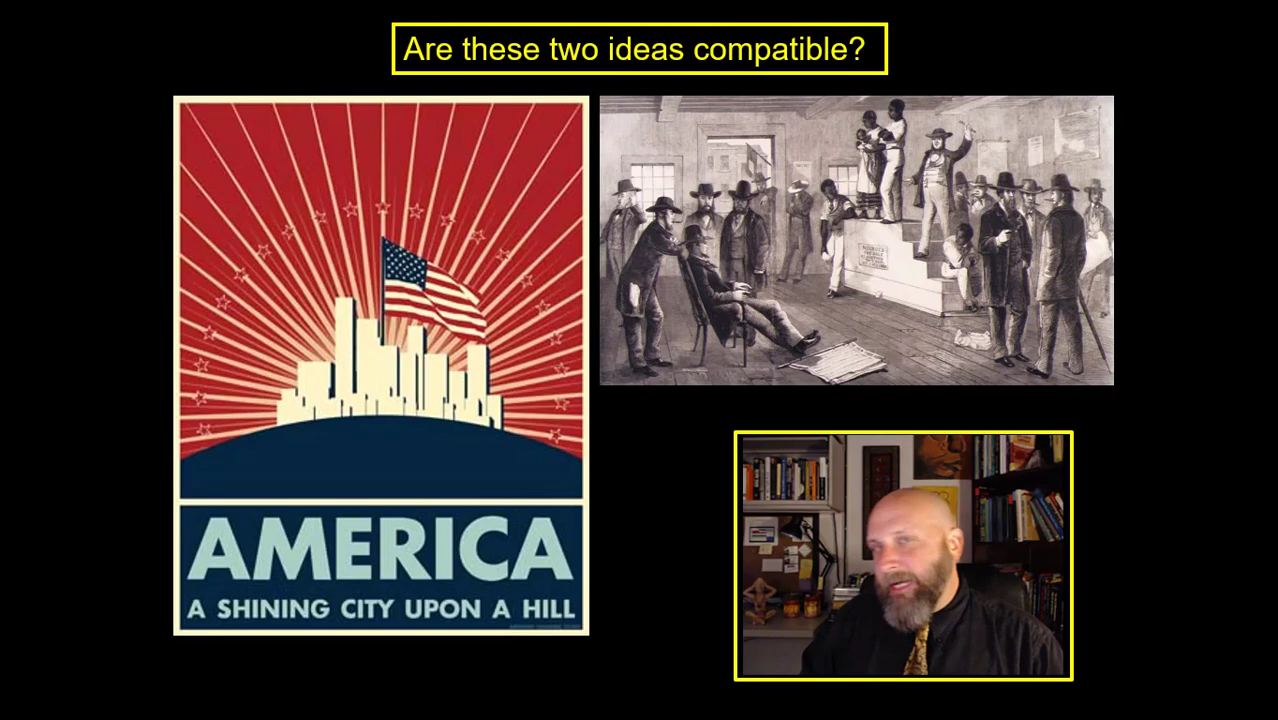 Are these two ideas compatible?
AMERICA
A SHINING CITY UPON A HILL